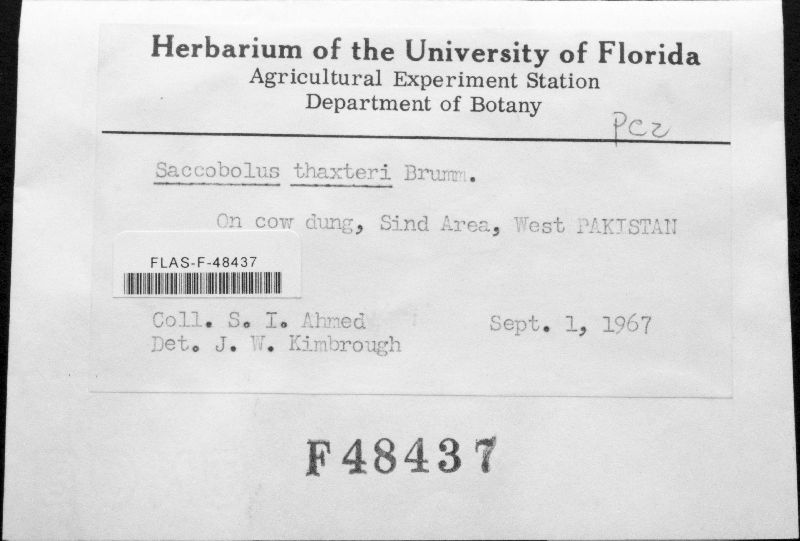 Herbarium of the University of Florida
Agricultural Experiment Station
Department of Botany
Pcz
Saccobolus thaxteri Brumm.
On cow dung, Sind Area, West PAKISTAN
FLAS-F-48437
Coll. S. I. Ahmed Sept. 1, 1967
Det. J. W. Kimbrough
F48437